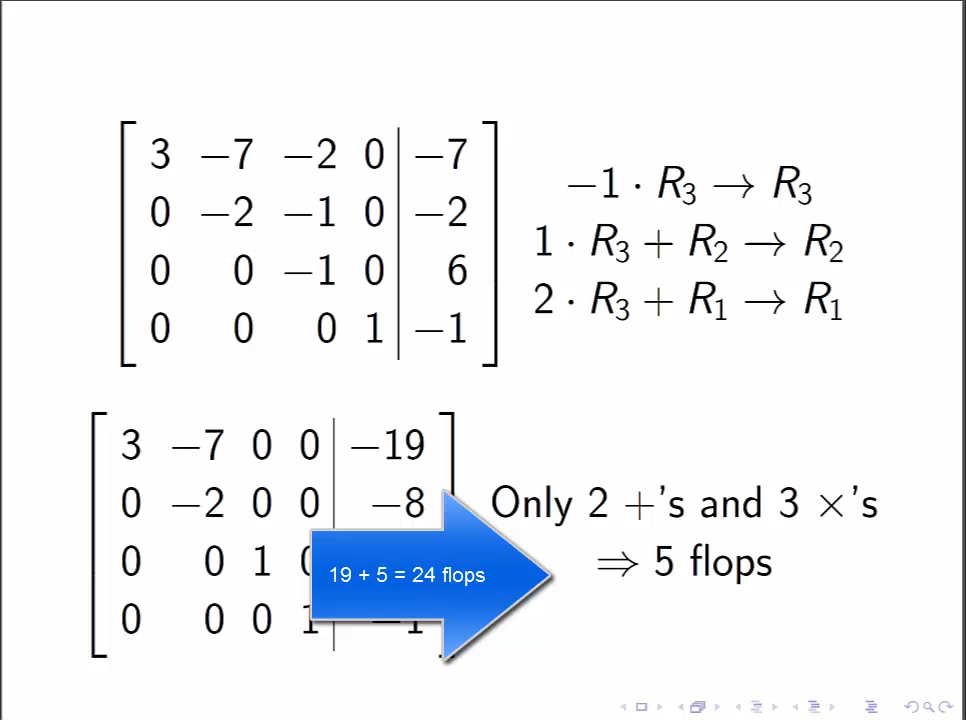 3 −7 −2 0 −7
0 −2 −1 0 −2
0 0 −1 0 6
0 0 0 1 −1
−1 · R₃ → R₃
1 · R₃ + R₂ → R₂
2 · R₃ + R₁ → R₁
3 −7 0 0 −19
0 −2 0 0 −8
0 0 1
0 0 0 1 −1
Only 2 +'s and 3 ×'s
⇒ 5 flops
19 + 5 = 24 flops